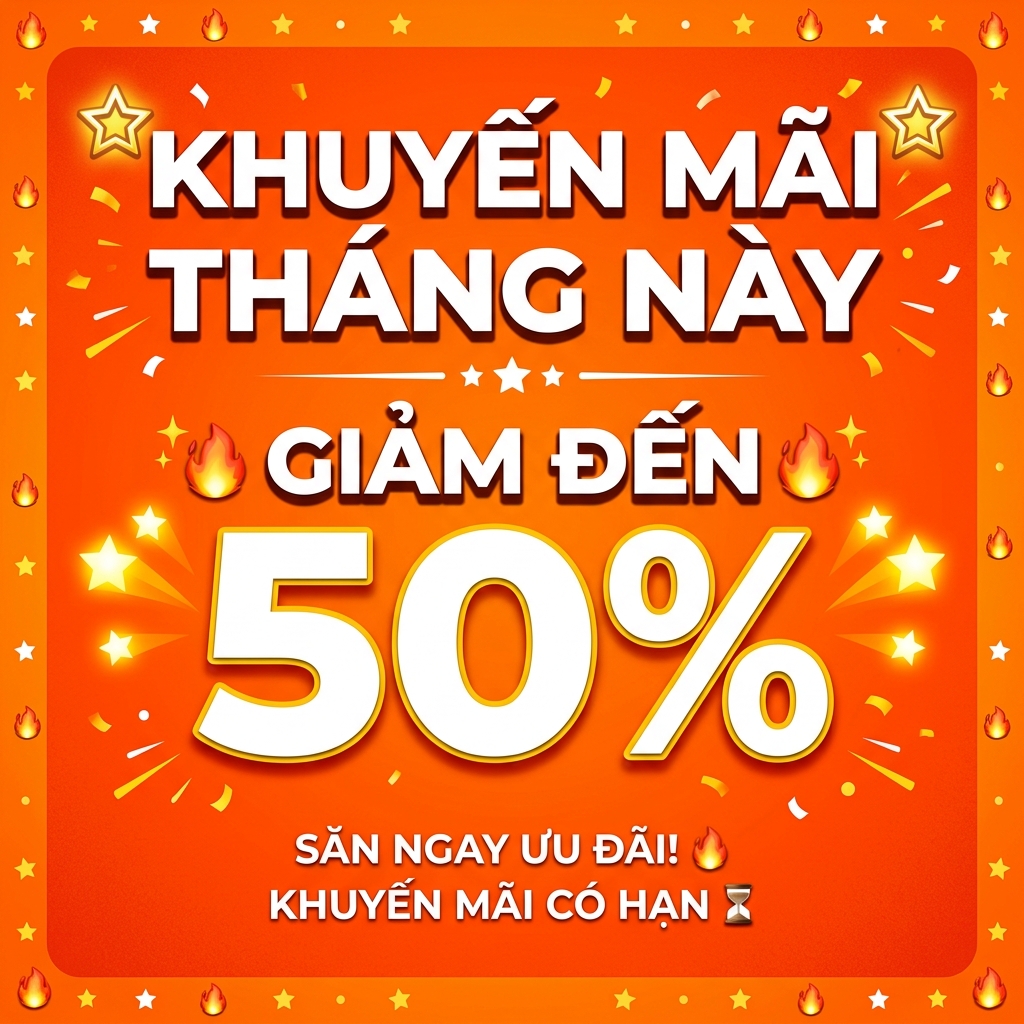 KHUYẾN MÃI
THÁNG NÀY
GIẢM ĐẾN
50%
SĂN NGAY ƯU ĐÃI!
KHUYẾN MÃI CÓ HẠN